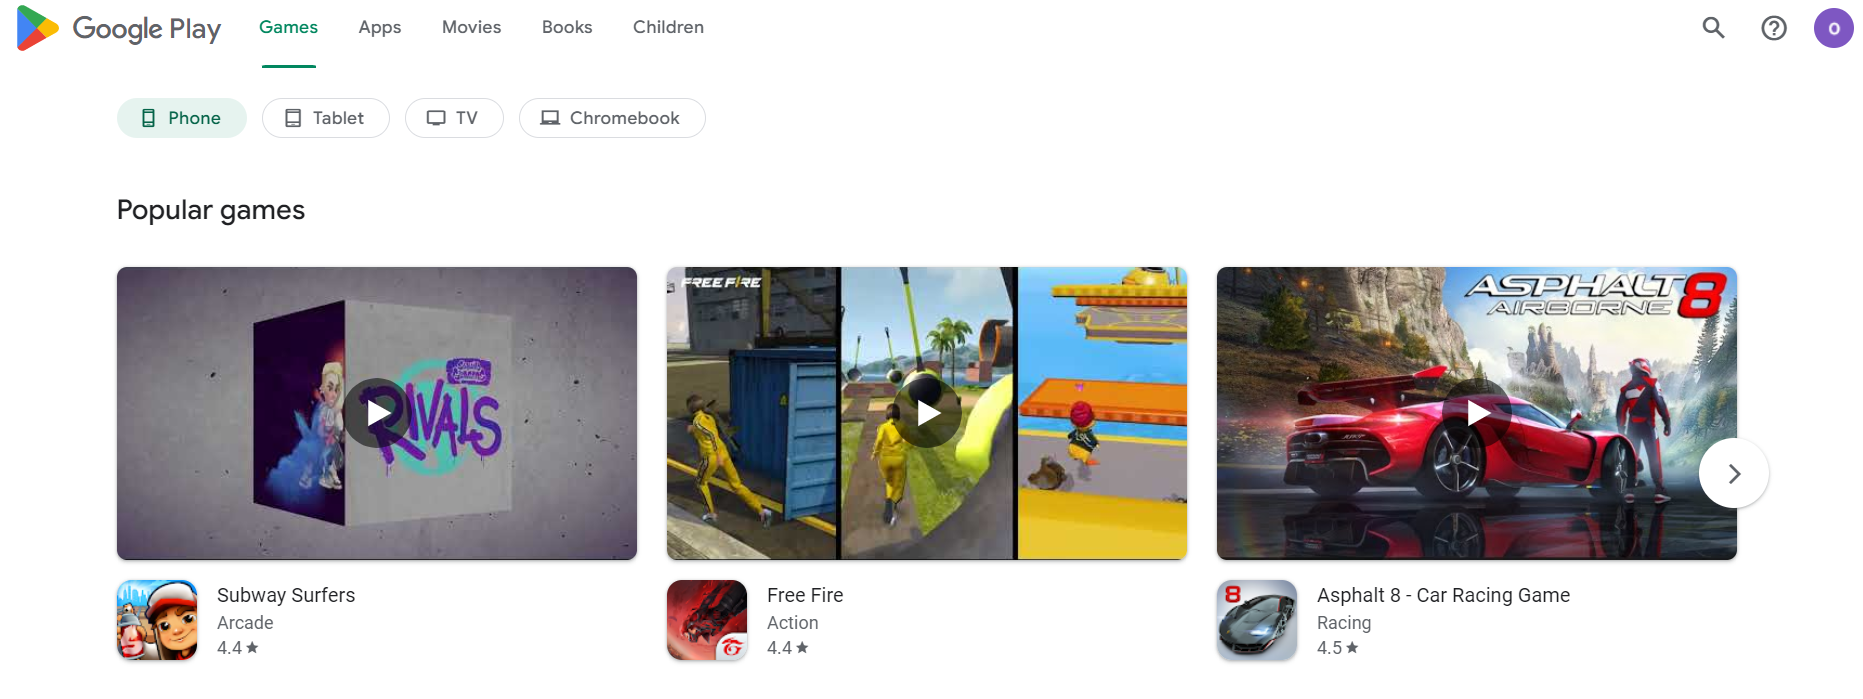 Google Play
Games
Apps
Movies
Books
Children
O
Phone
Tablet
TV
Chromebook
Popular games
RIVALS
FREE FIRE
ASPHALT 8
AIRBORNE
Subway Surfers
Arcade
4.4★
Free Fire
Action
4.4★
8
Asphalt 8 - Car Racing Game
Racing
4.5★